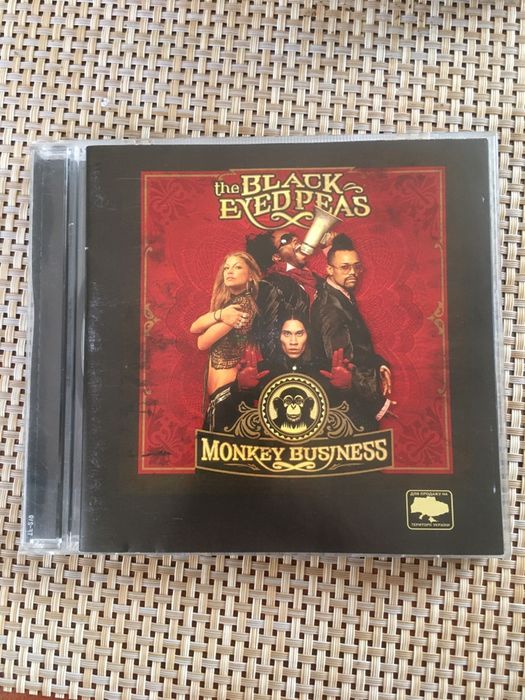 the BLACK
EYED PEAS
MONKEY BUSINESS
ДЛЯ ПРОДАЖУ НА
ТЕРИТОРІЇ УКРАЇНИ